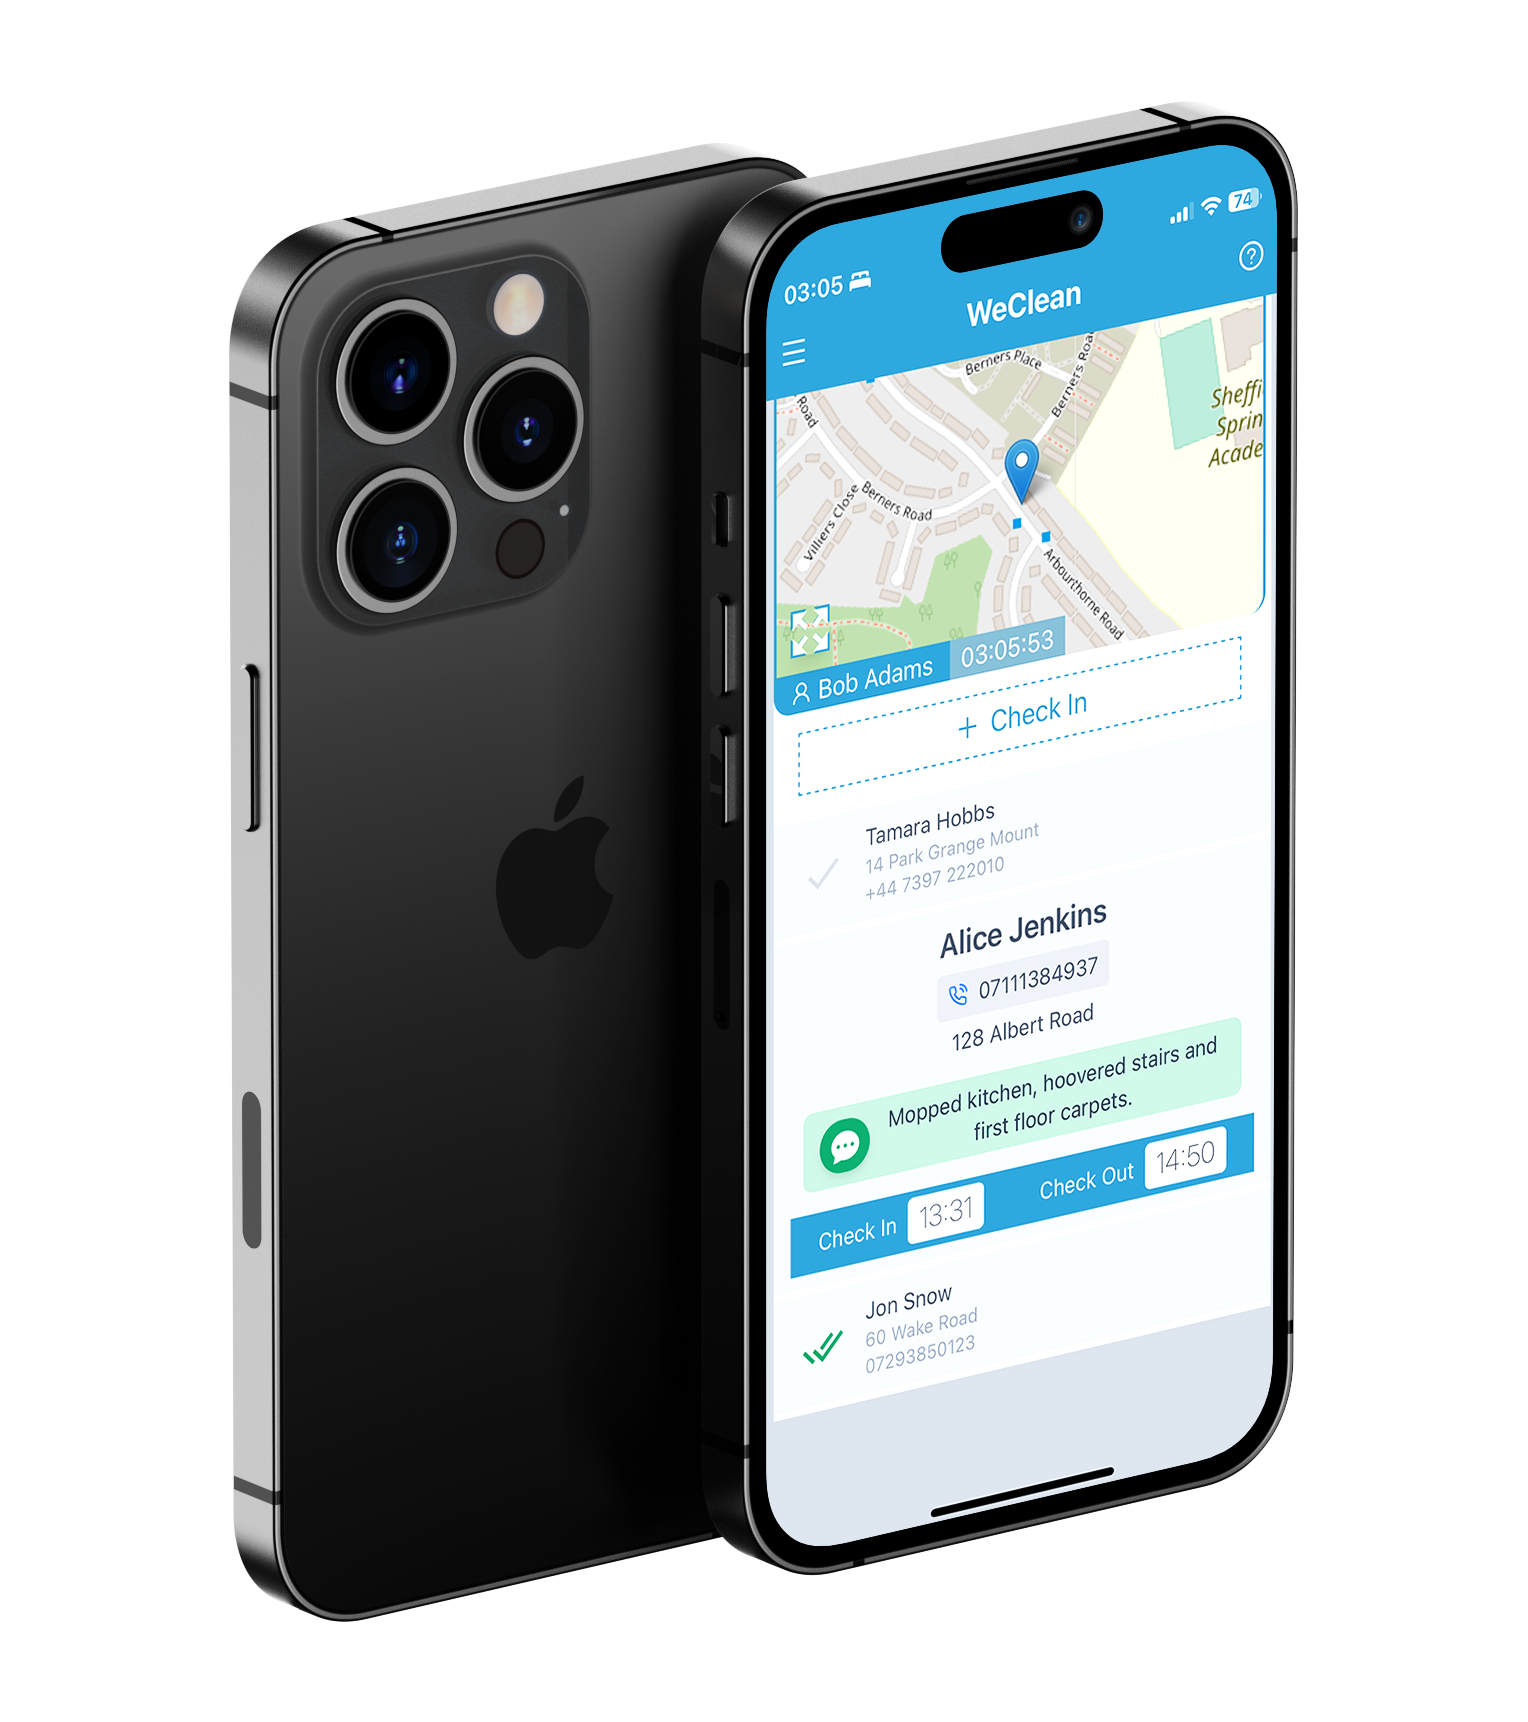 03:05
74
WeClean
Berners Place
Berners Roa
Road
Sheffi
Sprin
Acade
Villiers Close
Berners Road
Arbourthorne Road
Bob Adams
03:05:53
+ Check In
Tamara Hobbs
14 Park Grange Mount
+44 7397 222010
Alice Jenkins
07111384937
128 Albert Road
Mopped kitchen, hoovered stairs and
first floor carpets.
Check In 13:31 Check Out 14:50
Jon Snow
60 Wake Road
07293850123